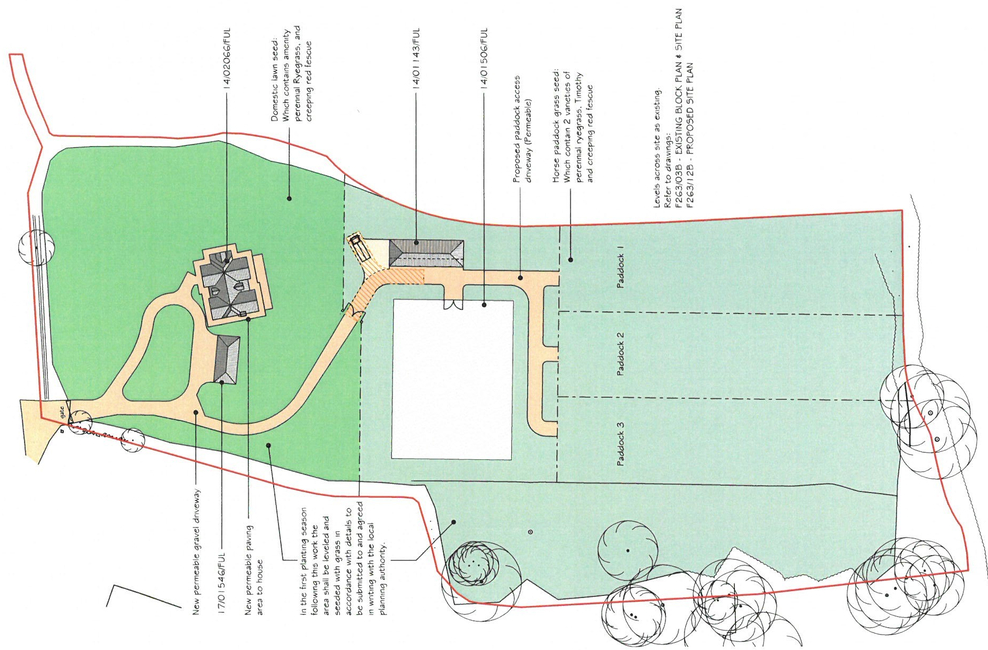 14/02066/FUL
Domestic lawn seed:
Which contains amenity
perennal Ryegrass, and
creeping red fescue
14/01143/FUL
14/01506/FUL
Proposed paddock access
driveway (Permeable)
Horse paddock grass seed:
Which contain 2 varieties of
perennal ryegrass, Timothy
and creeping red fescue
Levels across site as existing.
Refer to drawings:
F263/03B - EXISTING BLOCK PLAN & SITE PLAN
F263/12B - PROPOSED SITE PLAN
gate
Paddock 1
Paddock 2
Paddock 3
New permeable gravel driveway
17/01546/FUL
New permeable paving
area to house
In the first planting season
following this work the
area shall be leveled and
seeded with grass in
accordance with details to
be submitted to and agreed
in writing with the local
planning authority.